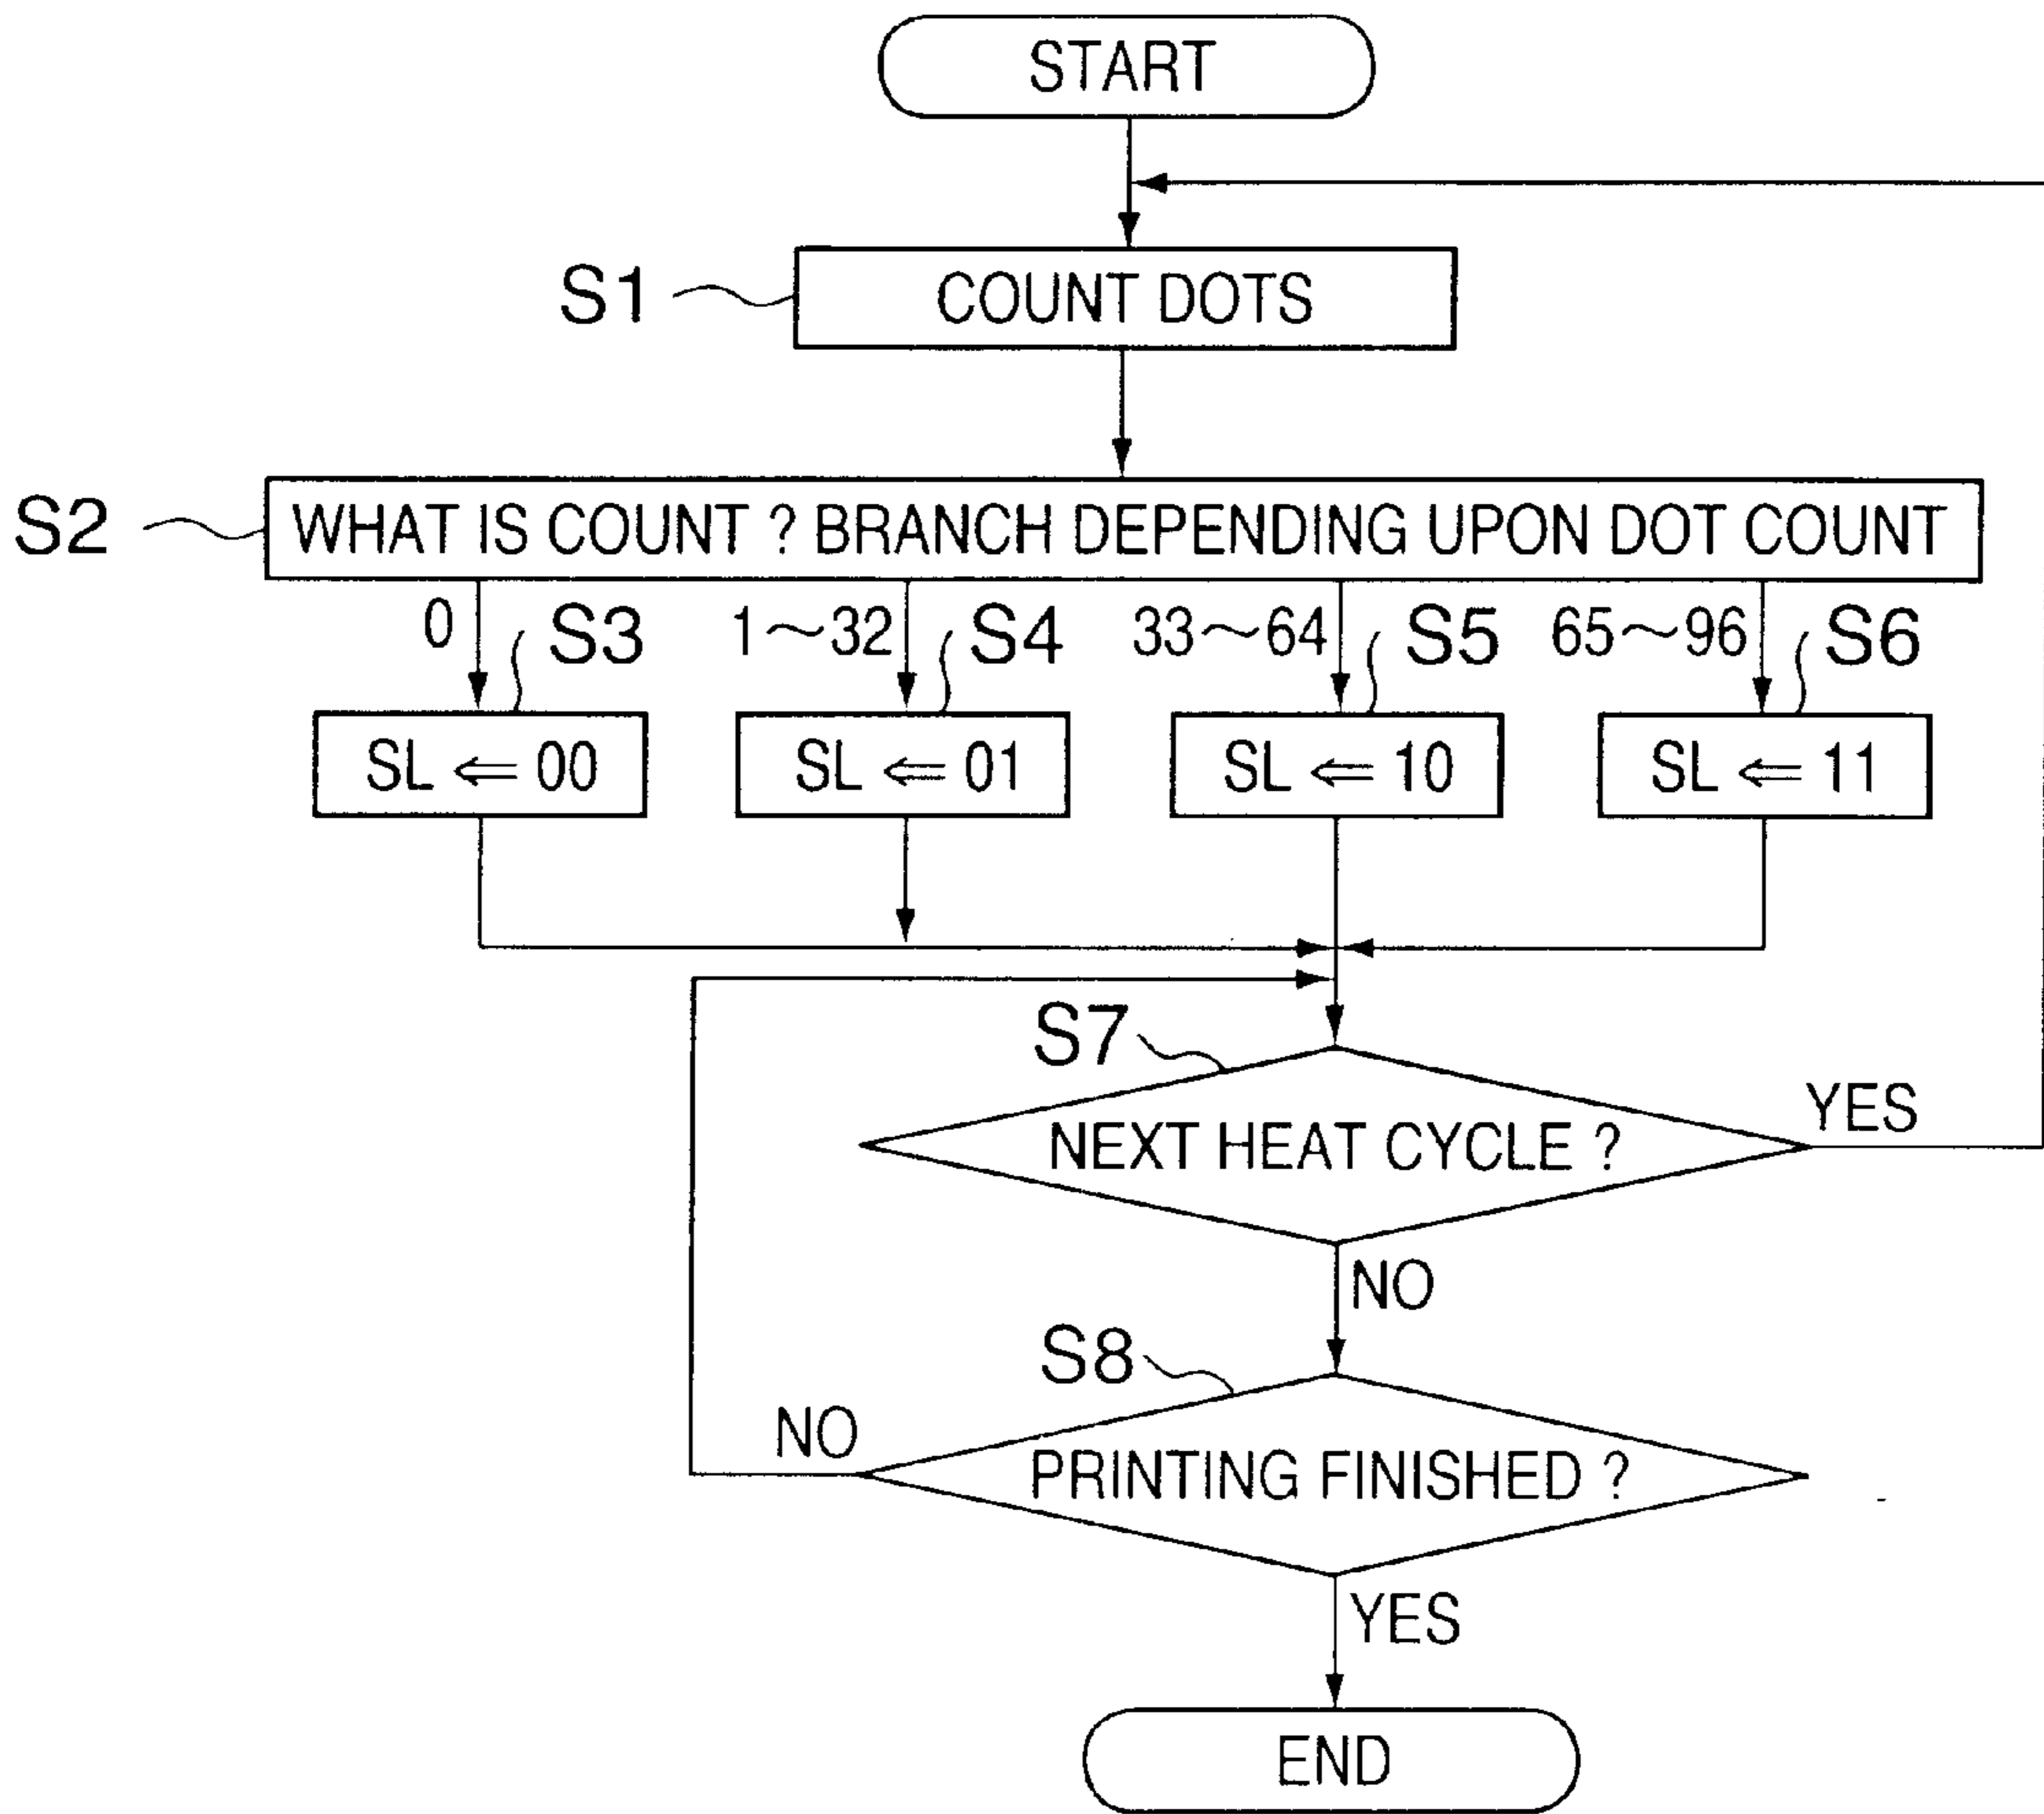 START
S1
COUNT DOTS
S2
WHAT IS COUNT ? BRANCH DEPENDING UPON DOT COUNT
0 S3 1~32 S4 33~64 S5 65~96 S6
SL ⇐ 00 SL ⇐ 01 SL ⇐ 10 SL ⇐ 11
S7
NEXT HEAT CYCLE ?
YES
NO
S8
NO
PRINTING FINISHED ?
YES
END